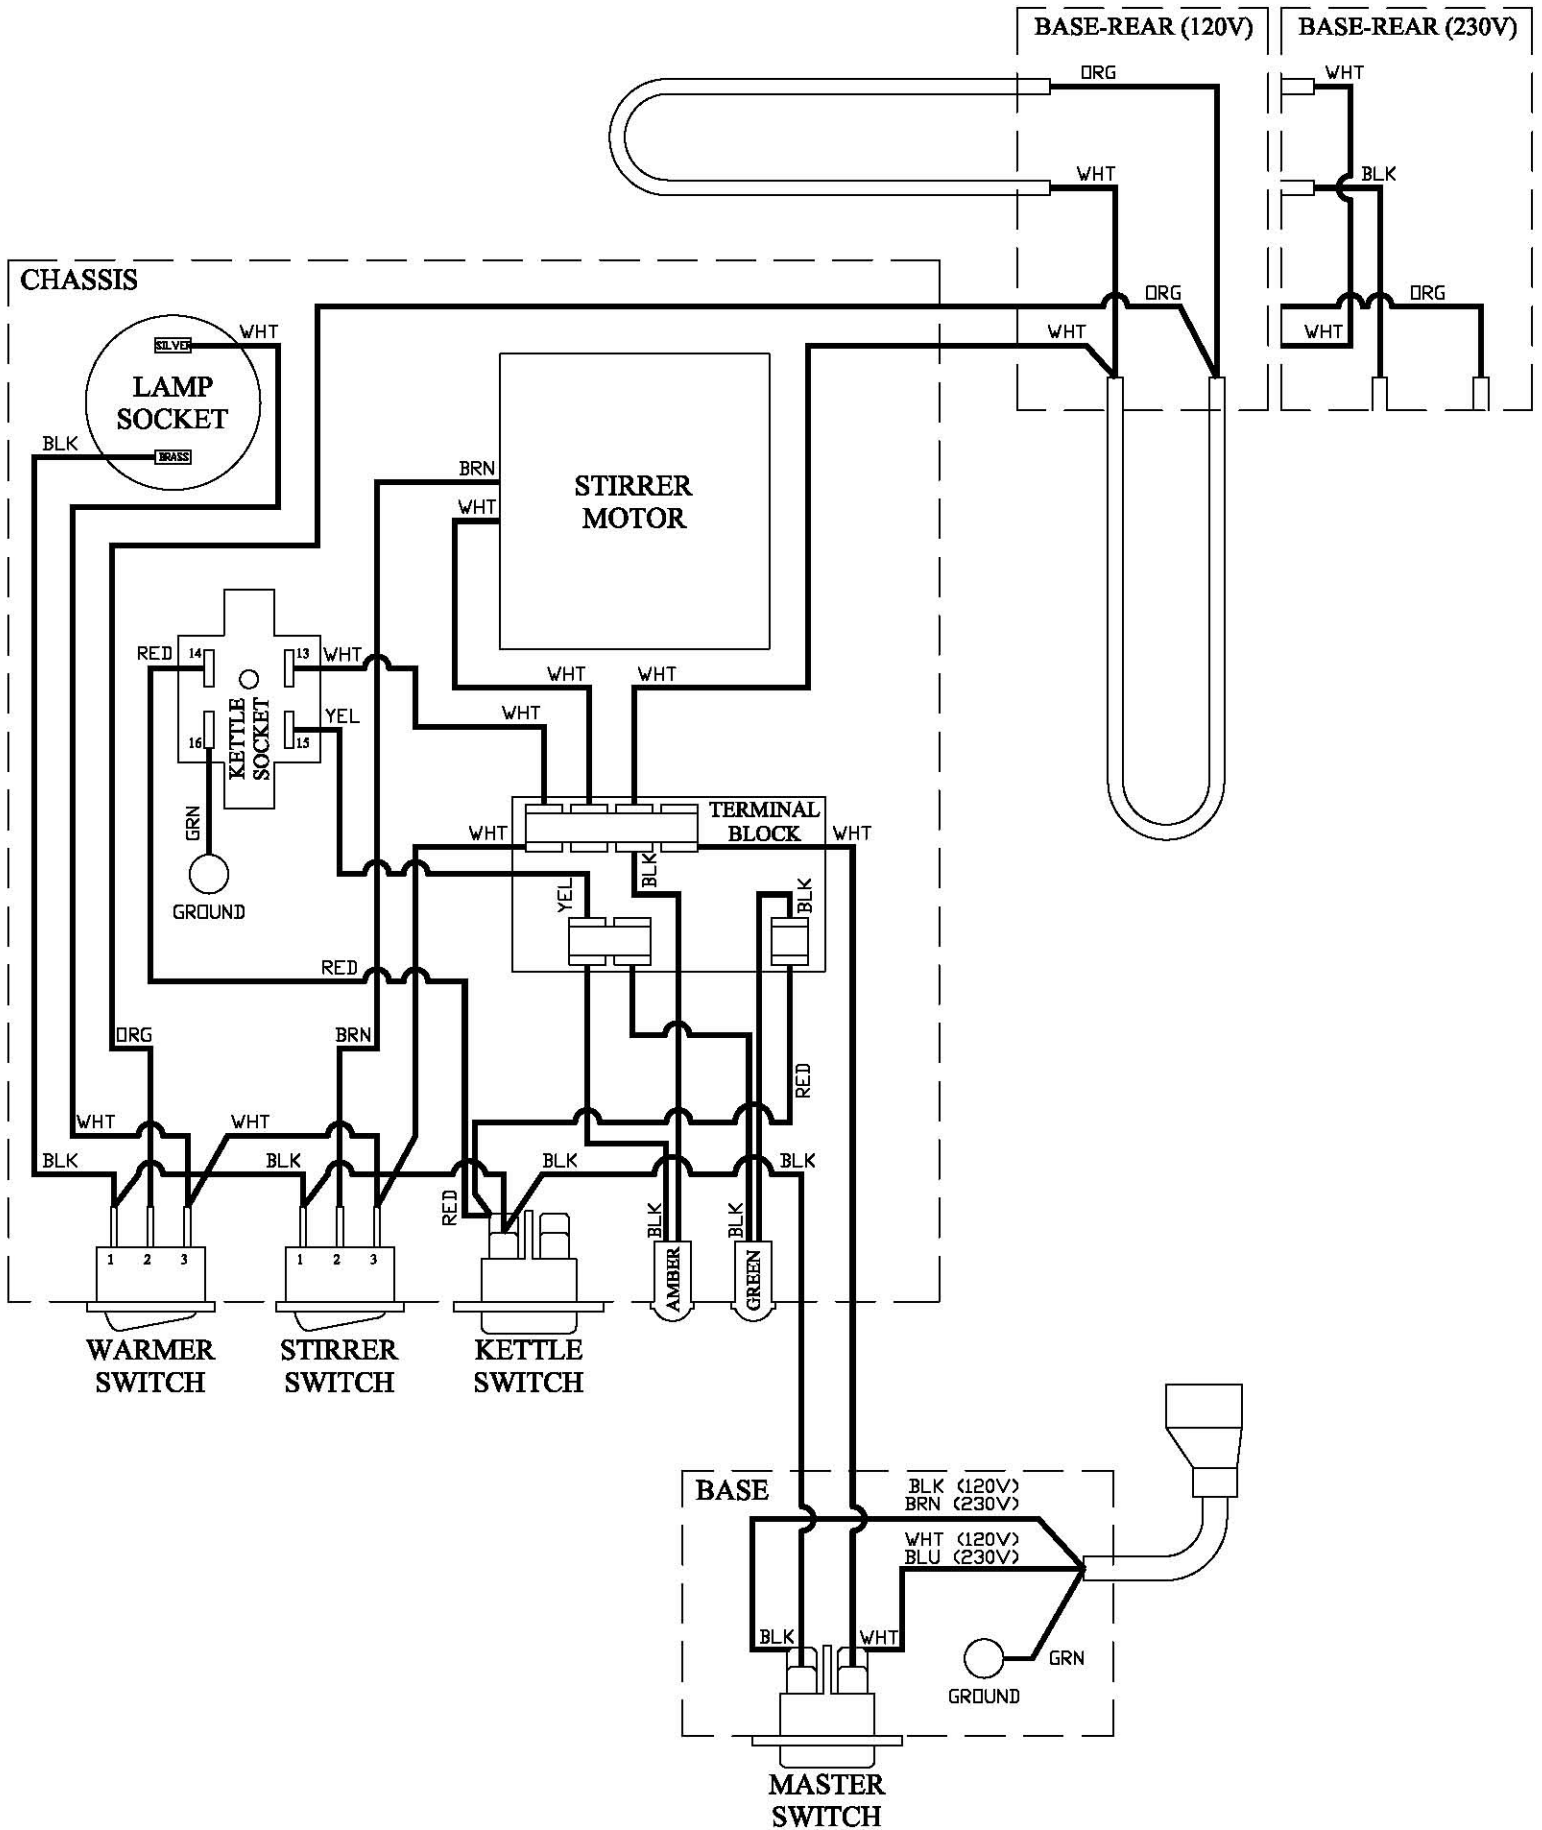 BASE-REAR (120V)
BASE-REAR (230V)
ORG
WHT
WHT
BLK
CHASSIS
ORG
ORG
WHT
WHT
WHT
SILVER
LAMP
SOCKET
BLK
BRASS
BRN
WHT
STIRRER
MOTOR
RED
14
13
WHT
WHT
WHT
KETTLE
SOCKET
YEL
WHT
16
15
GRN
TERMINAL
BLOCK
WHT
WHT
BLK
YEL
BLK
GROUND
RED
ORG
BRN
RED
WHT
WHT
BLK
BLK
BLK
BLK
RED
BLK
BLK
1
2
3
1
2
3
AMBER
GREEN
WARMER
SWITCH
STIRRER
SWITCH
KETTLE
SWITCH
BASE
BLK (120V)
BRN (230V)
WHT (120V)
BLU (230V)
BLK
WHT
GRN
GROUND
MASTER
SWITCH